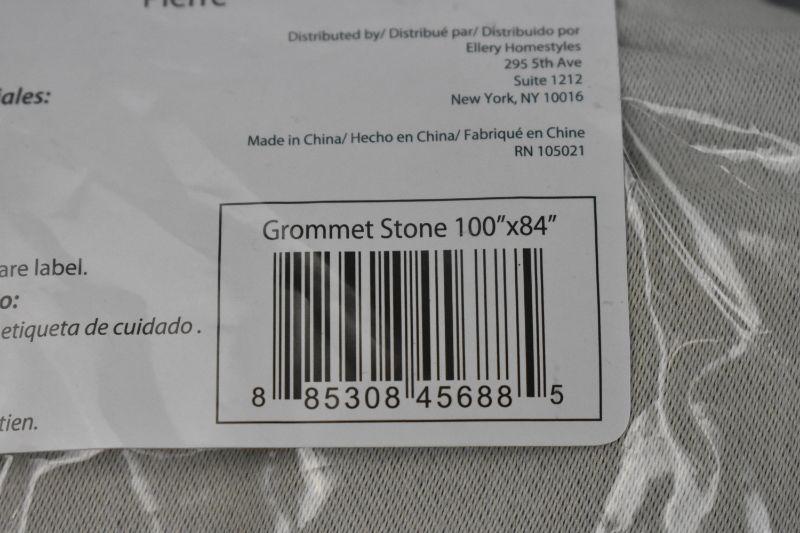 Pierre
iales:
Distributed by/ Distribué par/ Distribuido por
Ellery Homestyles
295 5th Ave
Suite 1212
New York, NY 10016
Made in China/ Hecho en China/ Fabriqué en Chine
RN 105021
Grommet Stone 100"x84"
are label.
o:
etiqueta de cuidado .
8 85308 45688 5
tien.